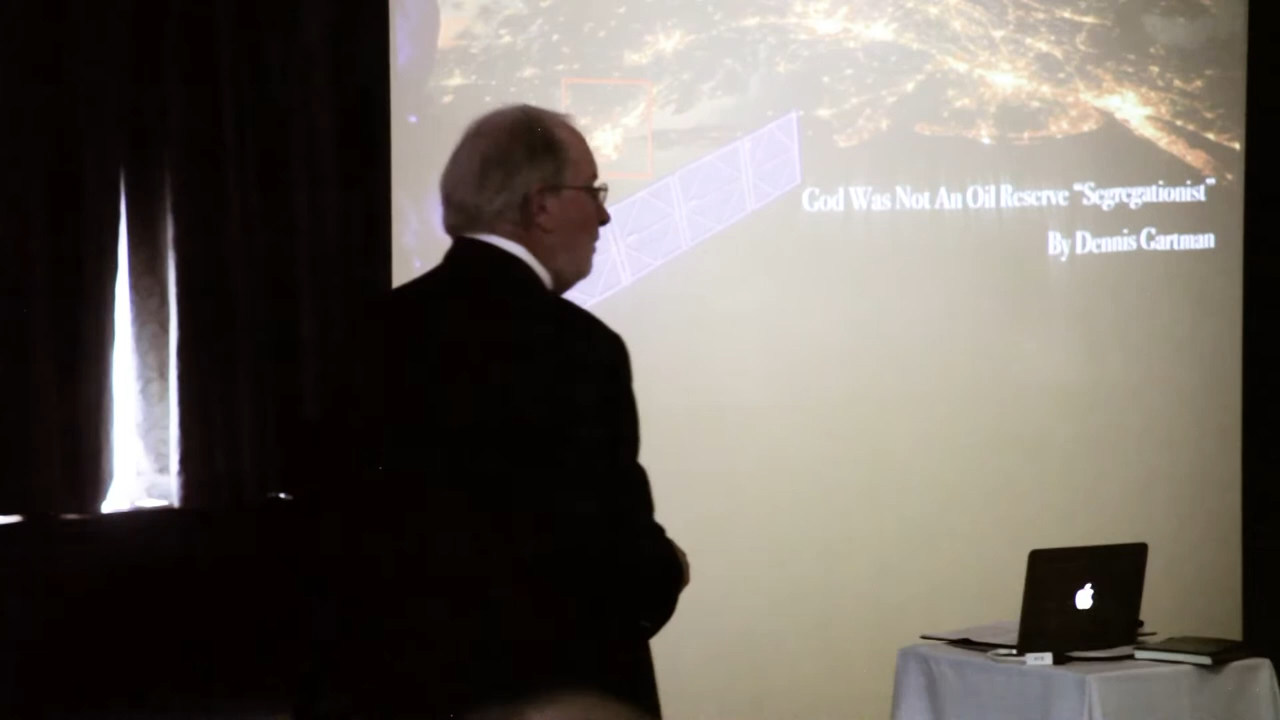 God Was Not An Oil Reserve “Segregationist”
By Dennis Gartman